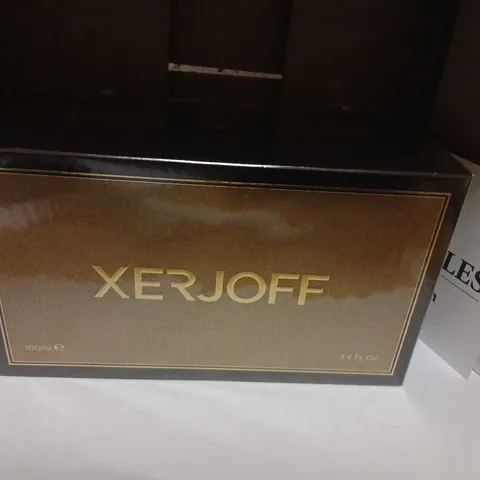 XERJOFF
100ml ℮
3.4 FL OZ
LES